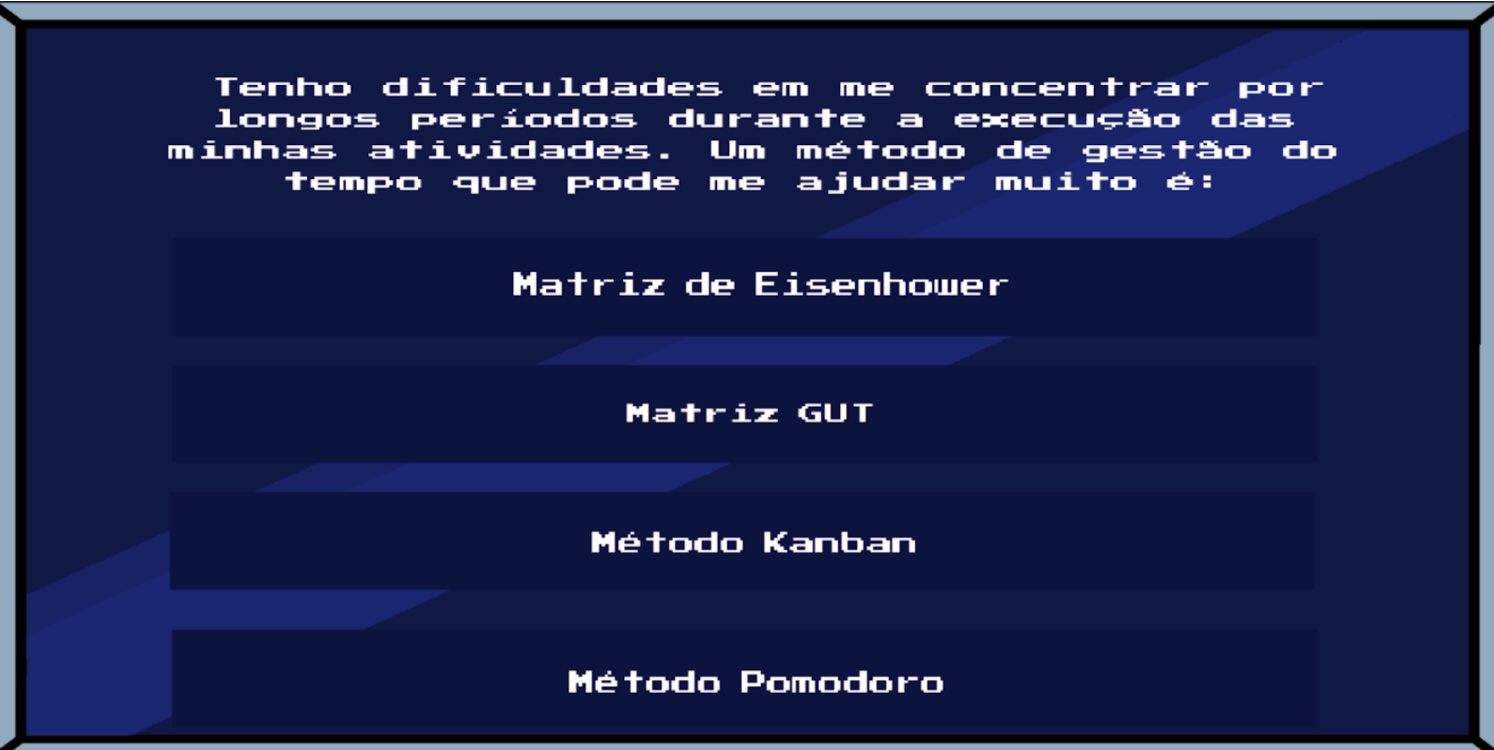 Tenho dificuldades em me concentrar por
longos períodos durante a execução das
minhas atividades. Um método de gestão do
tempo que pode me ajudar muito é:
Matriz de Eisenhower
Matriz GUT
Método Kanban
Método Pomodoro